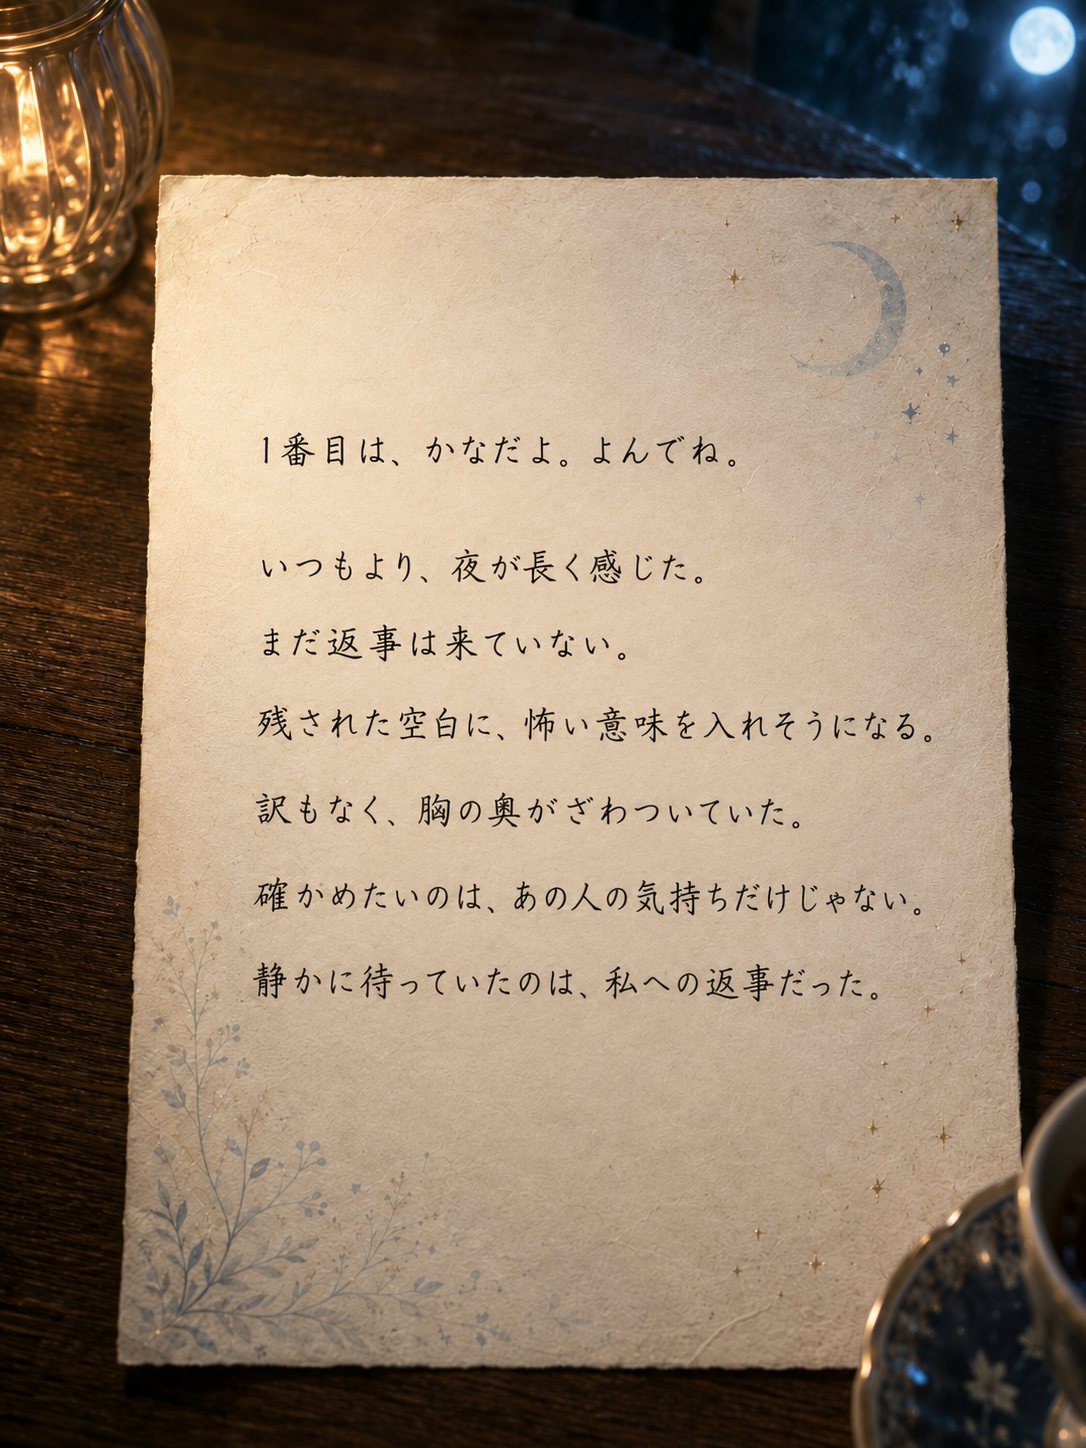 1番目は、かなだよ。よんでね。
いつもより、夜が長く感じた。
まだ返事は来ていない。
残された空白に、怖い意味を入れそうになる。
訳もなく、胸の奥がざわついていた。
確かめたいのは、あの人の気持ちだけじゃない。
静かに待っていたのは、私への返事だった。